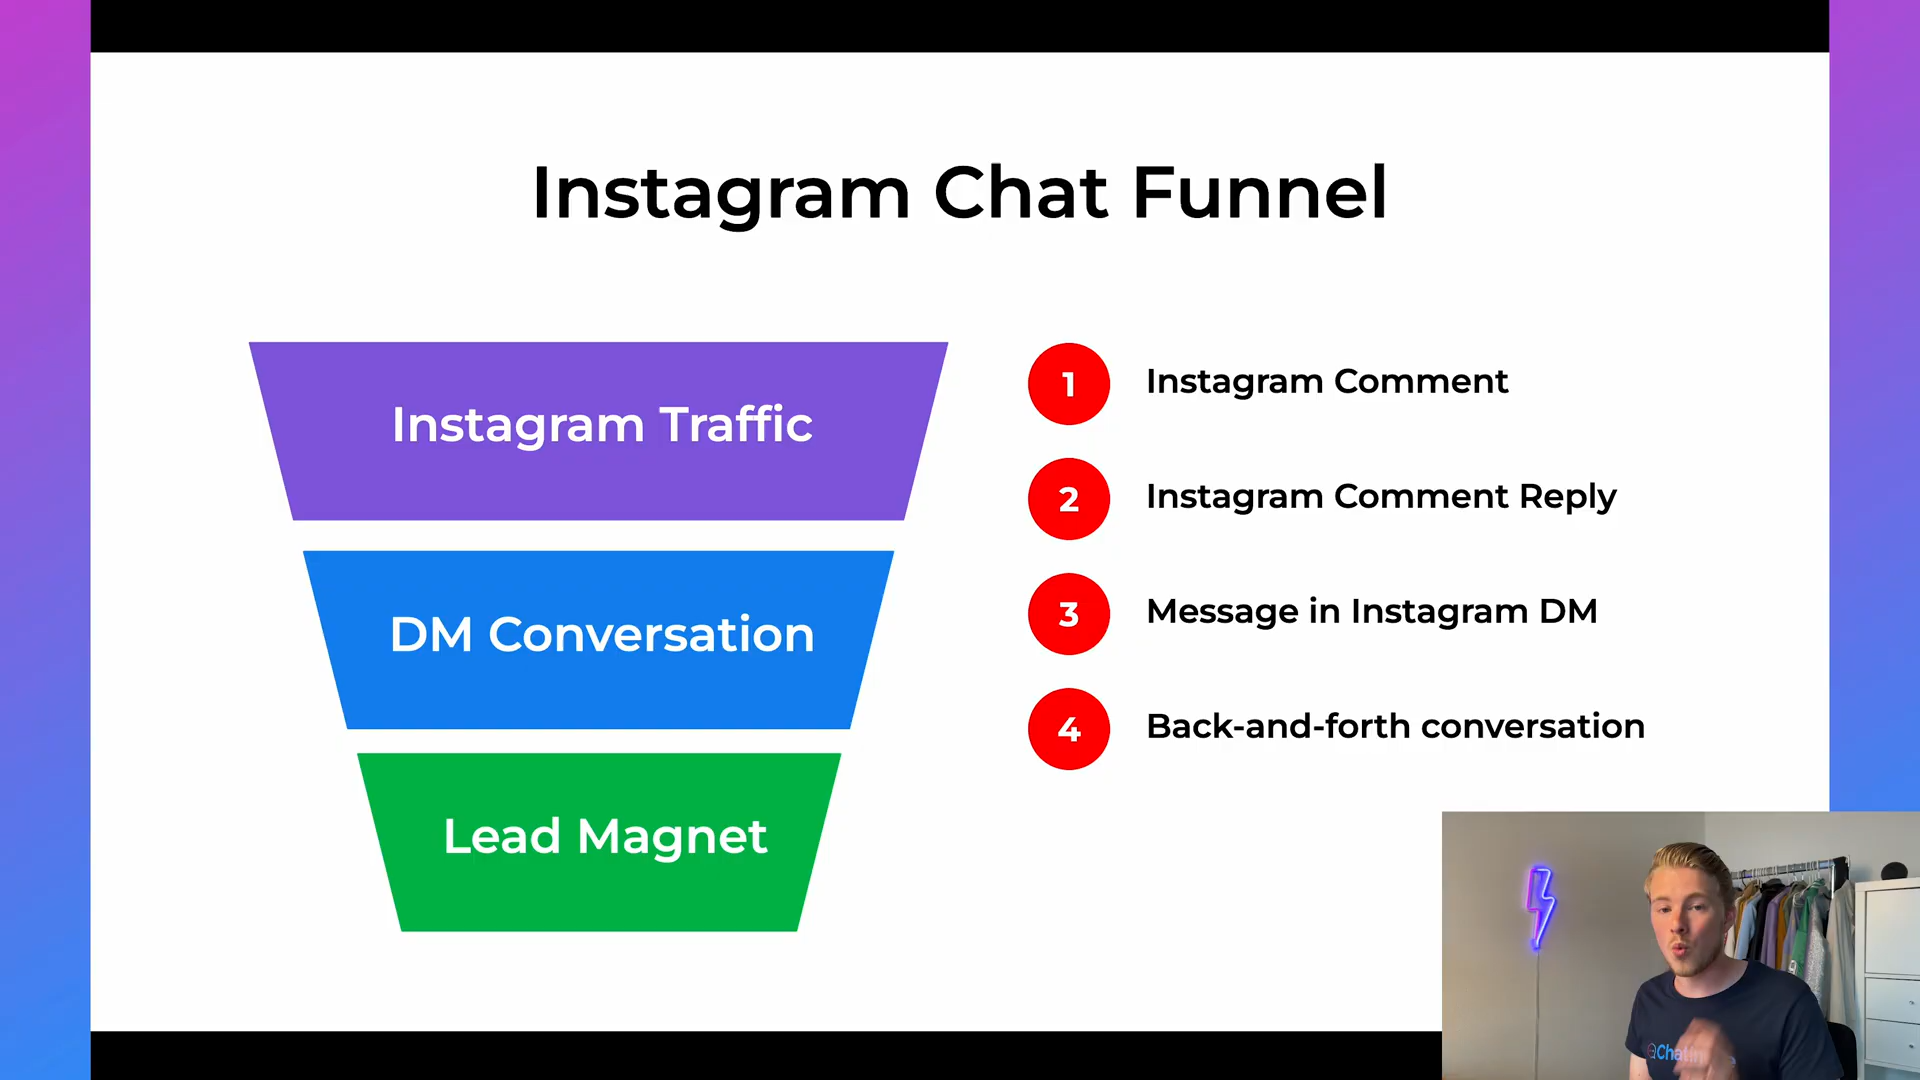 Instagram Chat Funnel
Instagram Traffic
DM Conversation
Lead Magnet
1 Instagram Comment
2 Instagram Comment Reply
3 Message in Instagram DM
4 Back-and-forth conversation